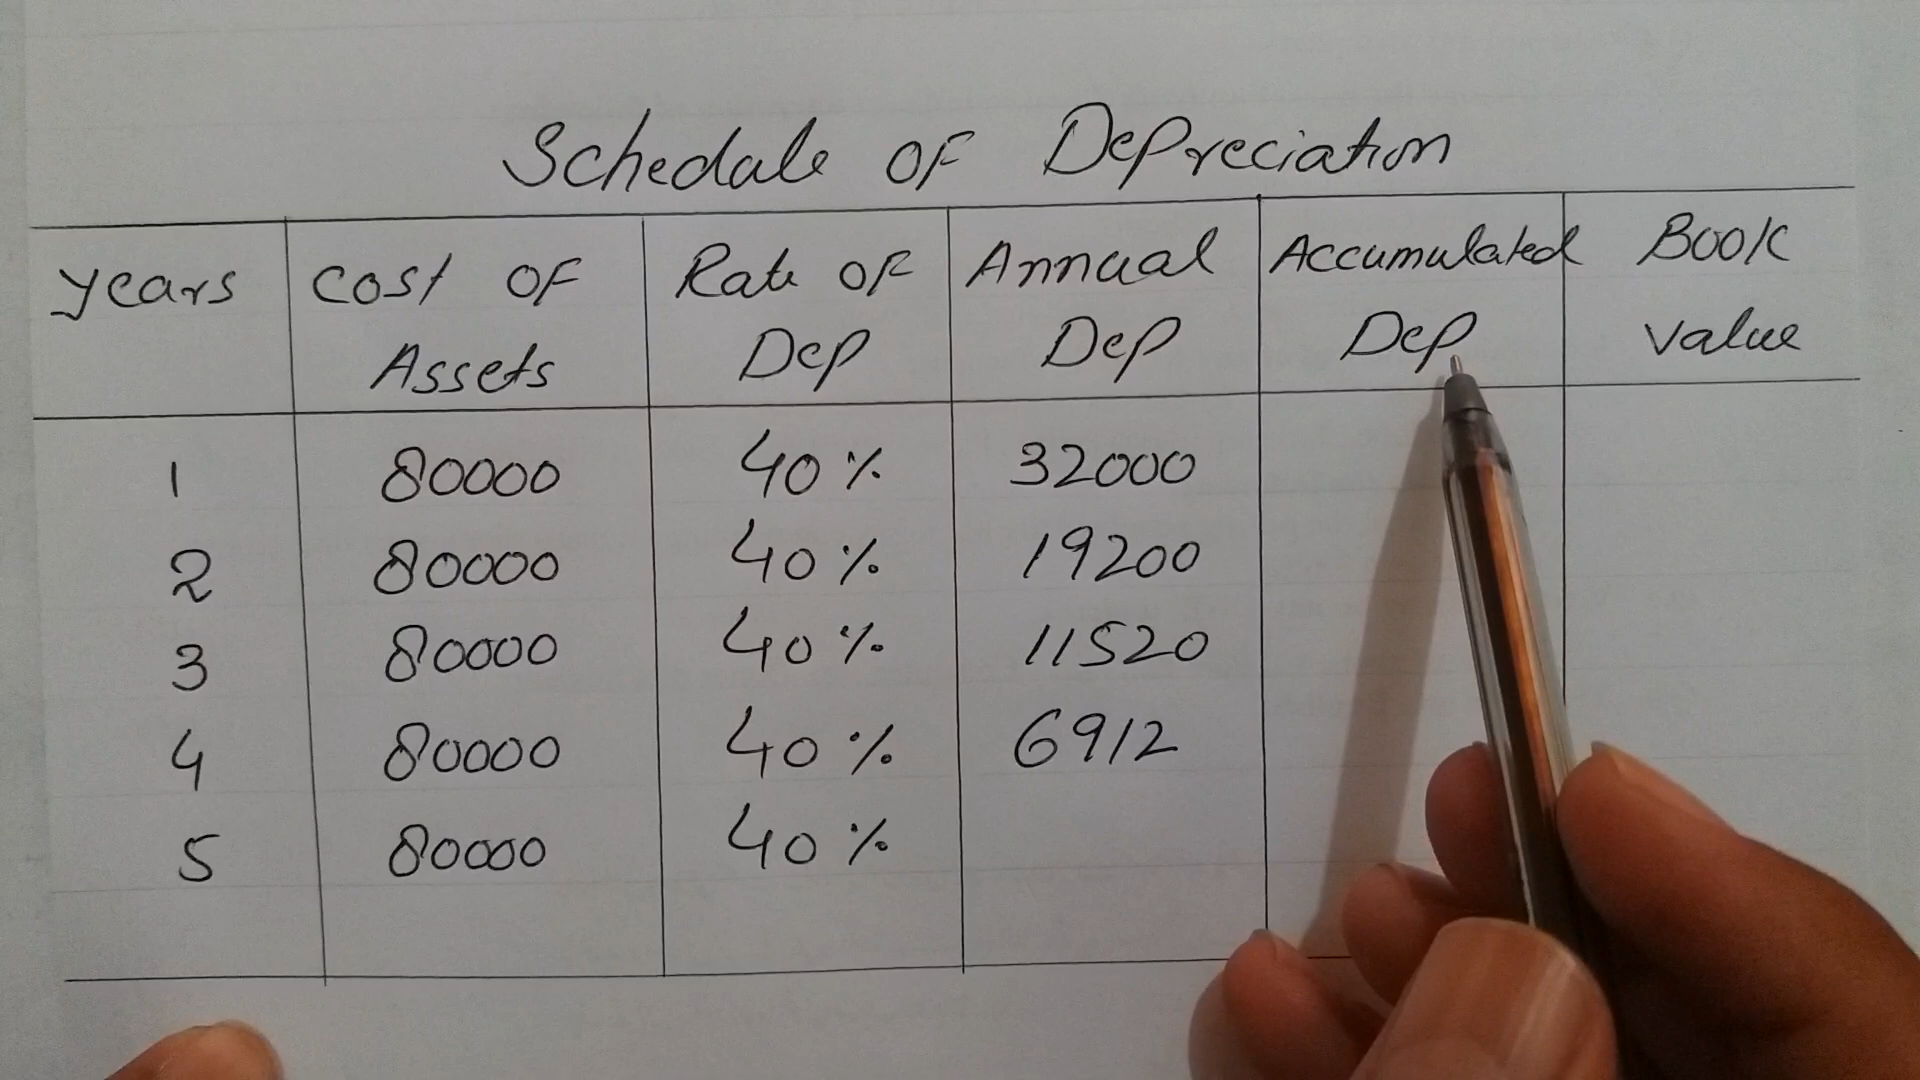 Schedale OF Depreciation
years cost OF Assets Rate OF Dep Annual Dep Accumulated Dep Book value
1 80000 40% 32000
2 80000 40% 19200
3 80000 40% 11520
4 80000 40% 6912
5 80000 40%